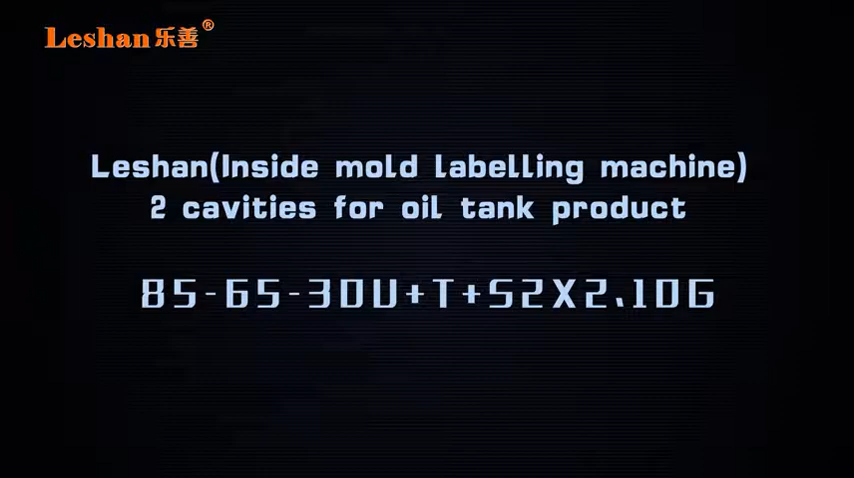 Leshan乐善®
Leshan(Inside mold labelling machine)
2 cavities for oil tank product
85-65-30U+T+S2X2、10G